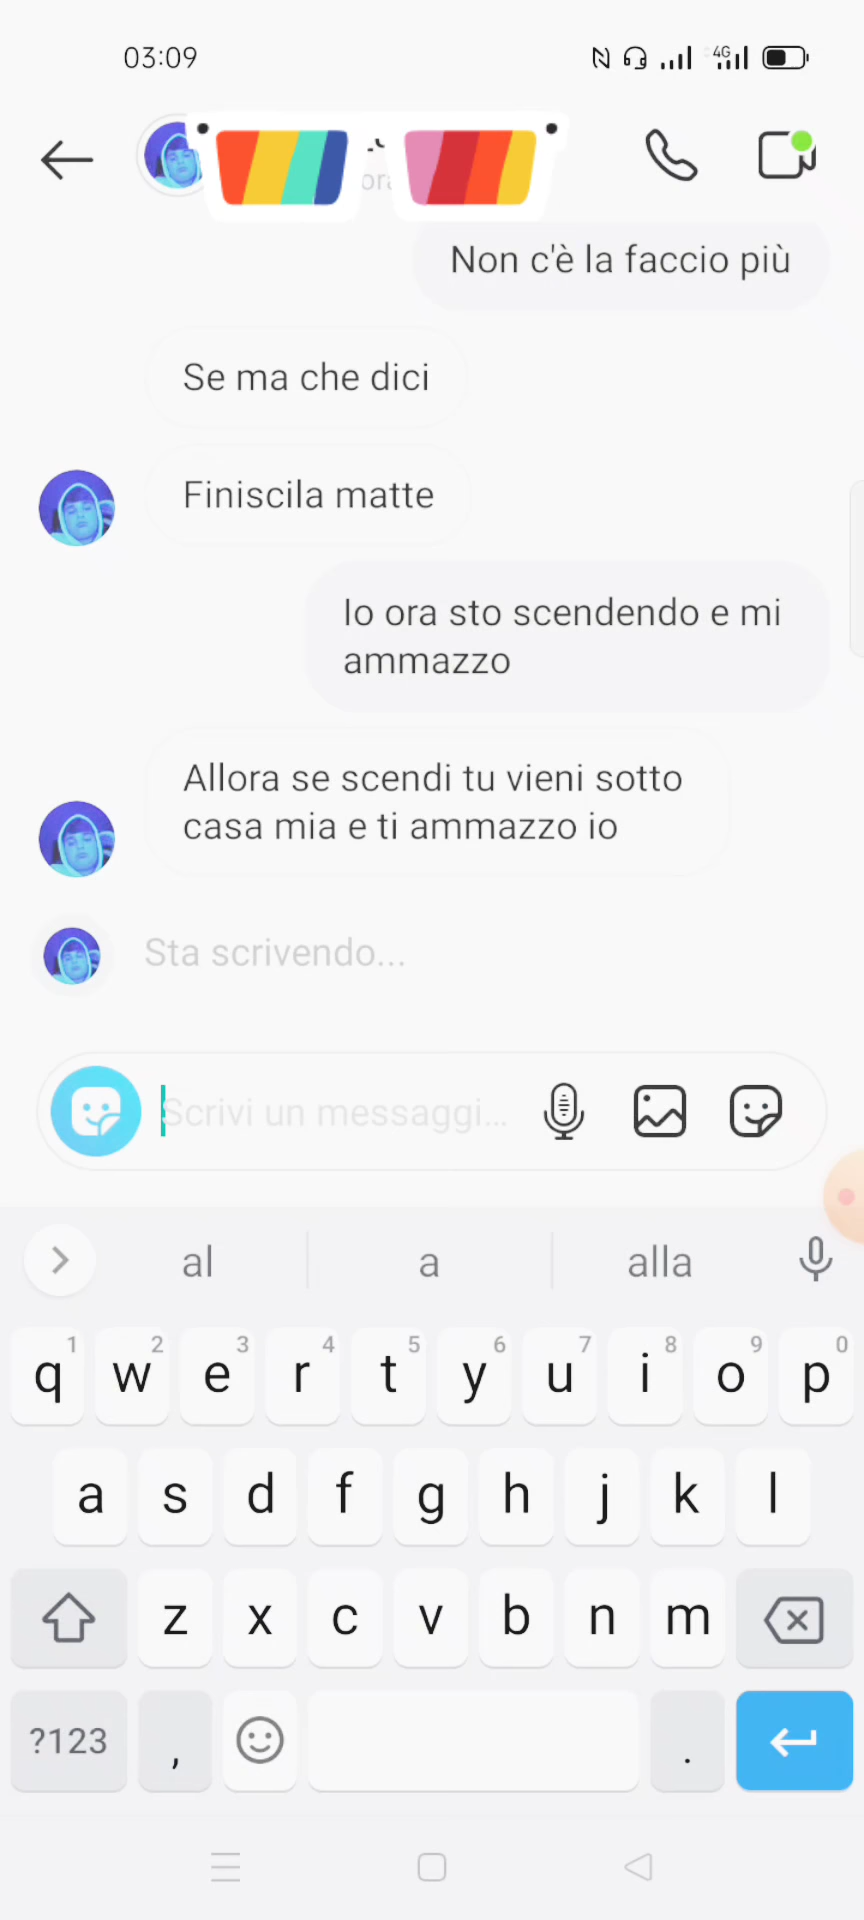 03:09
4G
Non c'è la faccio più
Se ma che dici
Finiscila matte
Io ora sto scendendo e mi
ammazzo
Allora se scendi tu vieni sotto
casa mia e ti ammazzo io
Sta scrivendo...
Scrivi un messaggi...
al a alla
1 2 3 4 5 6 7 8 9 0
q w e r t y u i o p
a s d f g h j k l
z x c v b n m
?123 , .